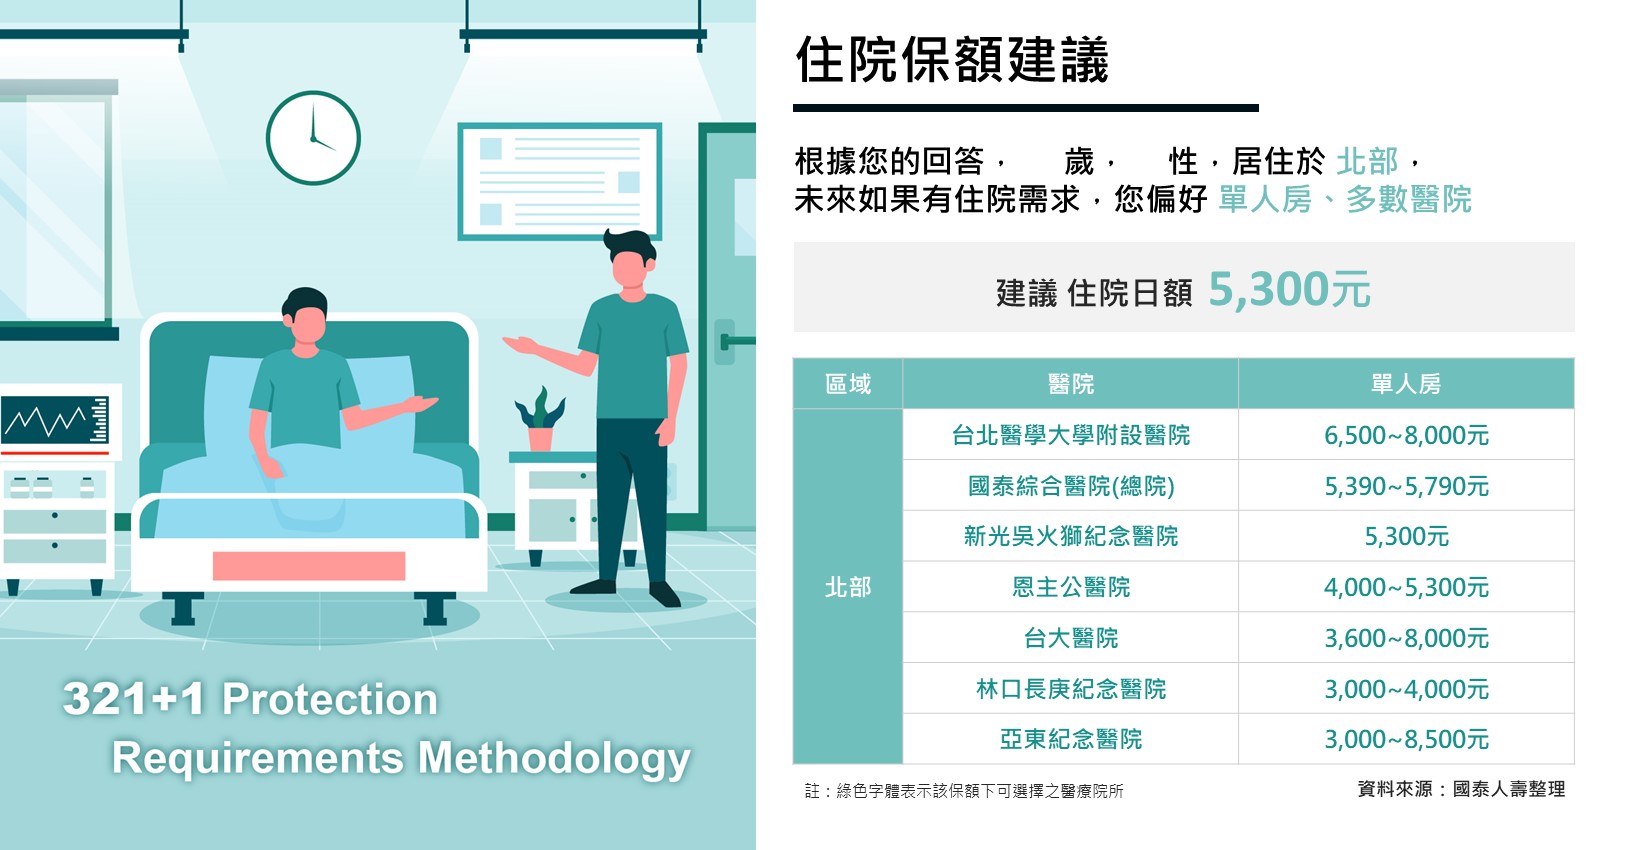 321+1 Protection
Requirements Methodology
住院保額建議
根據您的回答，　歲，　性，居住於 北部，
未來如果有住院需求，您偏好 單人房、多數醫院
建議 住院日額 5,300元
區域 醫院 單人房
台北醫學大學附設醫院 6,500~8,000元
國泰綜合醫院(總院) 5,390~5,790元
新光吳火獅紀念醫院 5,300元
北部 恩主公醫院 4,000~5,300元
台大醫院 3,600~8,000元
林口長庚紀念醫院 3,000~4,000元
亞東紀念醫院 3,000~8,500元
註：綠色字體表示該保額下可選擇之醫療院所
資料來源：國泰人壽整理